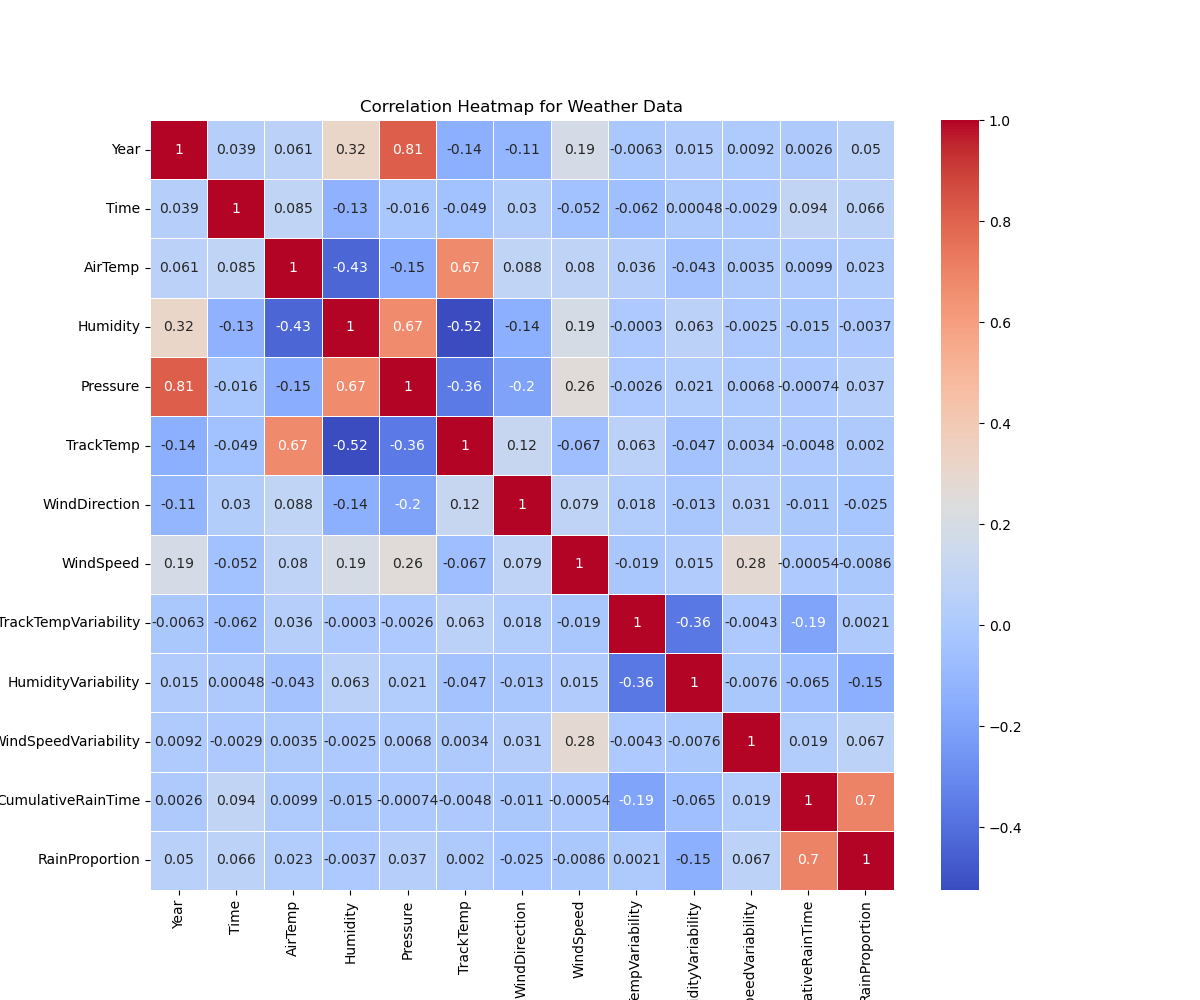 Correlation Heatmap for Weather Data
Year 1 0.039 0.061 0.32 0.81 -0.14 -0.11 0.19 -0.0063 0.015 0.0092 0.0026 0.05
Time 0.039 1 0.085 -0.13 -0.016 -0.049 0.03 -0.052 -0.062 0.00048 -0.0029 0.094 0.066
AirTemp 0.061 0.085 1 -0.43 -0.15 0.67 0.088 0.08 0.036 -0.043 0.0035 0.0099 0.023
Humidity 0.32 -0.13 -0.43 1 0.67 -0.52 -0.14 0.19 -0.0003 0.063 -0.0025 -0.015 -0.0037
Pressure 0.81 -0.016 -0.15 0.67 1 -0.36 -0.2 0.26 -0.0026 0.021 0.0068 -0.00074 0.037
TrackTemp -0.14 -0.049 0.67 -0.52 -0.36 1 0.12 -0.067 0.063 -0.047 0.0034 -0.0048 0.002
WindDirection -0.11 0.03 0.088 -0.14 -0.2 0.12 1 0.079 0.018 -0.013 0.031 -0.011 -0.025
WindSpeed 0.19 -0.052 0.08 0.19 0.26 -0.067 0.079 1 -0.019 0.015 0.28 -0.00054 -0.0086
TrackTempVariability -0.0063 -0.062 0.036 -0.0003 -0.0026 0.063 0.018 -0.019 1 -0.36 -0.0043 -0.19 0.0021
HumidityVariability 0.015 0.00048 -0.043 0.063 0.021 -0.047 -0.013 0.015 -0.36 1 -0.0076 -0.065 -0.15
WindSpeedVariability 0.0092 -0.0029 0.0035 -0.0025 0.0068 0.0034 0.031 0.28 -0.0043 -0.0076 1 0.019 0.067
CumulativeRainTime 0.0026 0.094 0.0099 -0.015 -0.00074 -0.0048 -0.011 -0.00054 -0.19 -0.065 0.019 1 0.7
RainProportion 0.05 0.066 0.023 -0.0037 0.037 0.002 -0.025 -0.0086 0.0021 -0.15 0.067 0.7 1
Year
Time
AirTemp
Humidity
Pressure
TrackTemp
WindDirection
WindSpeed
TempVariability
dityVariability
peedVariability
ativeRainTime
RainProportion
1.0
0.8
0.6
0.4
0.2
0.0
−0.2
−0.4